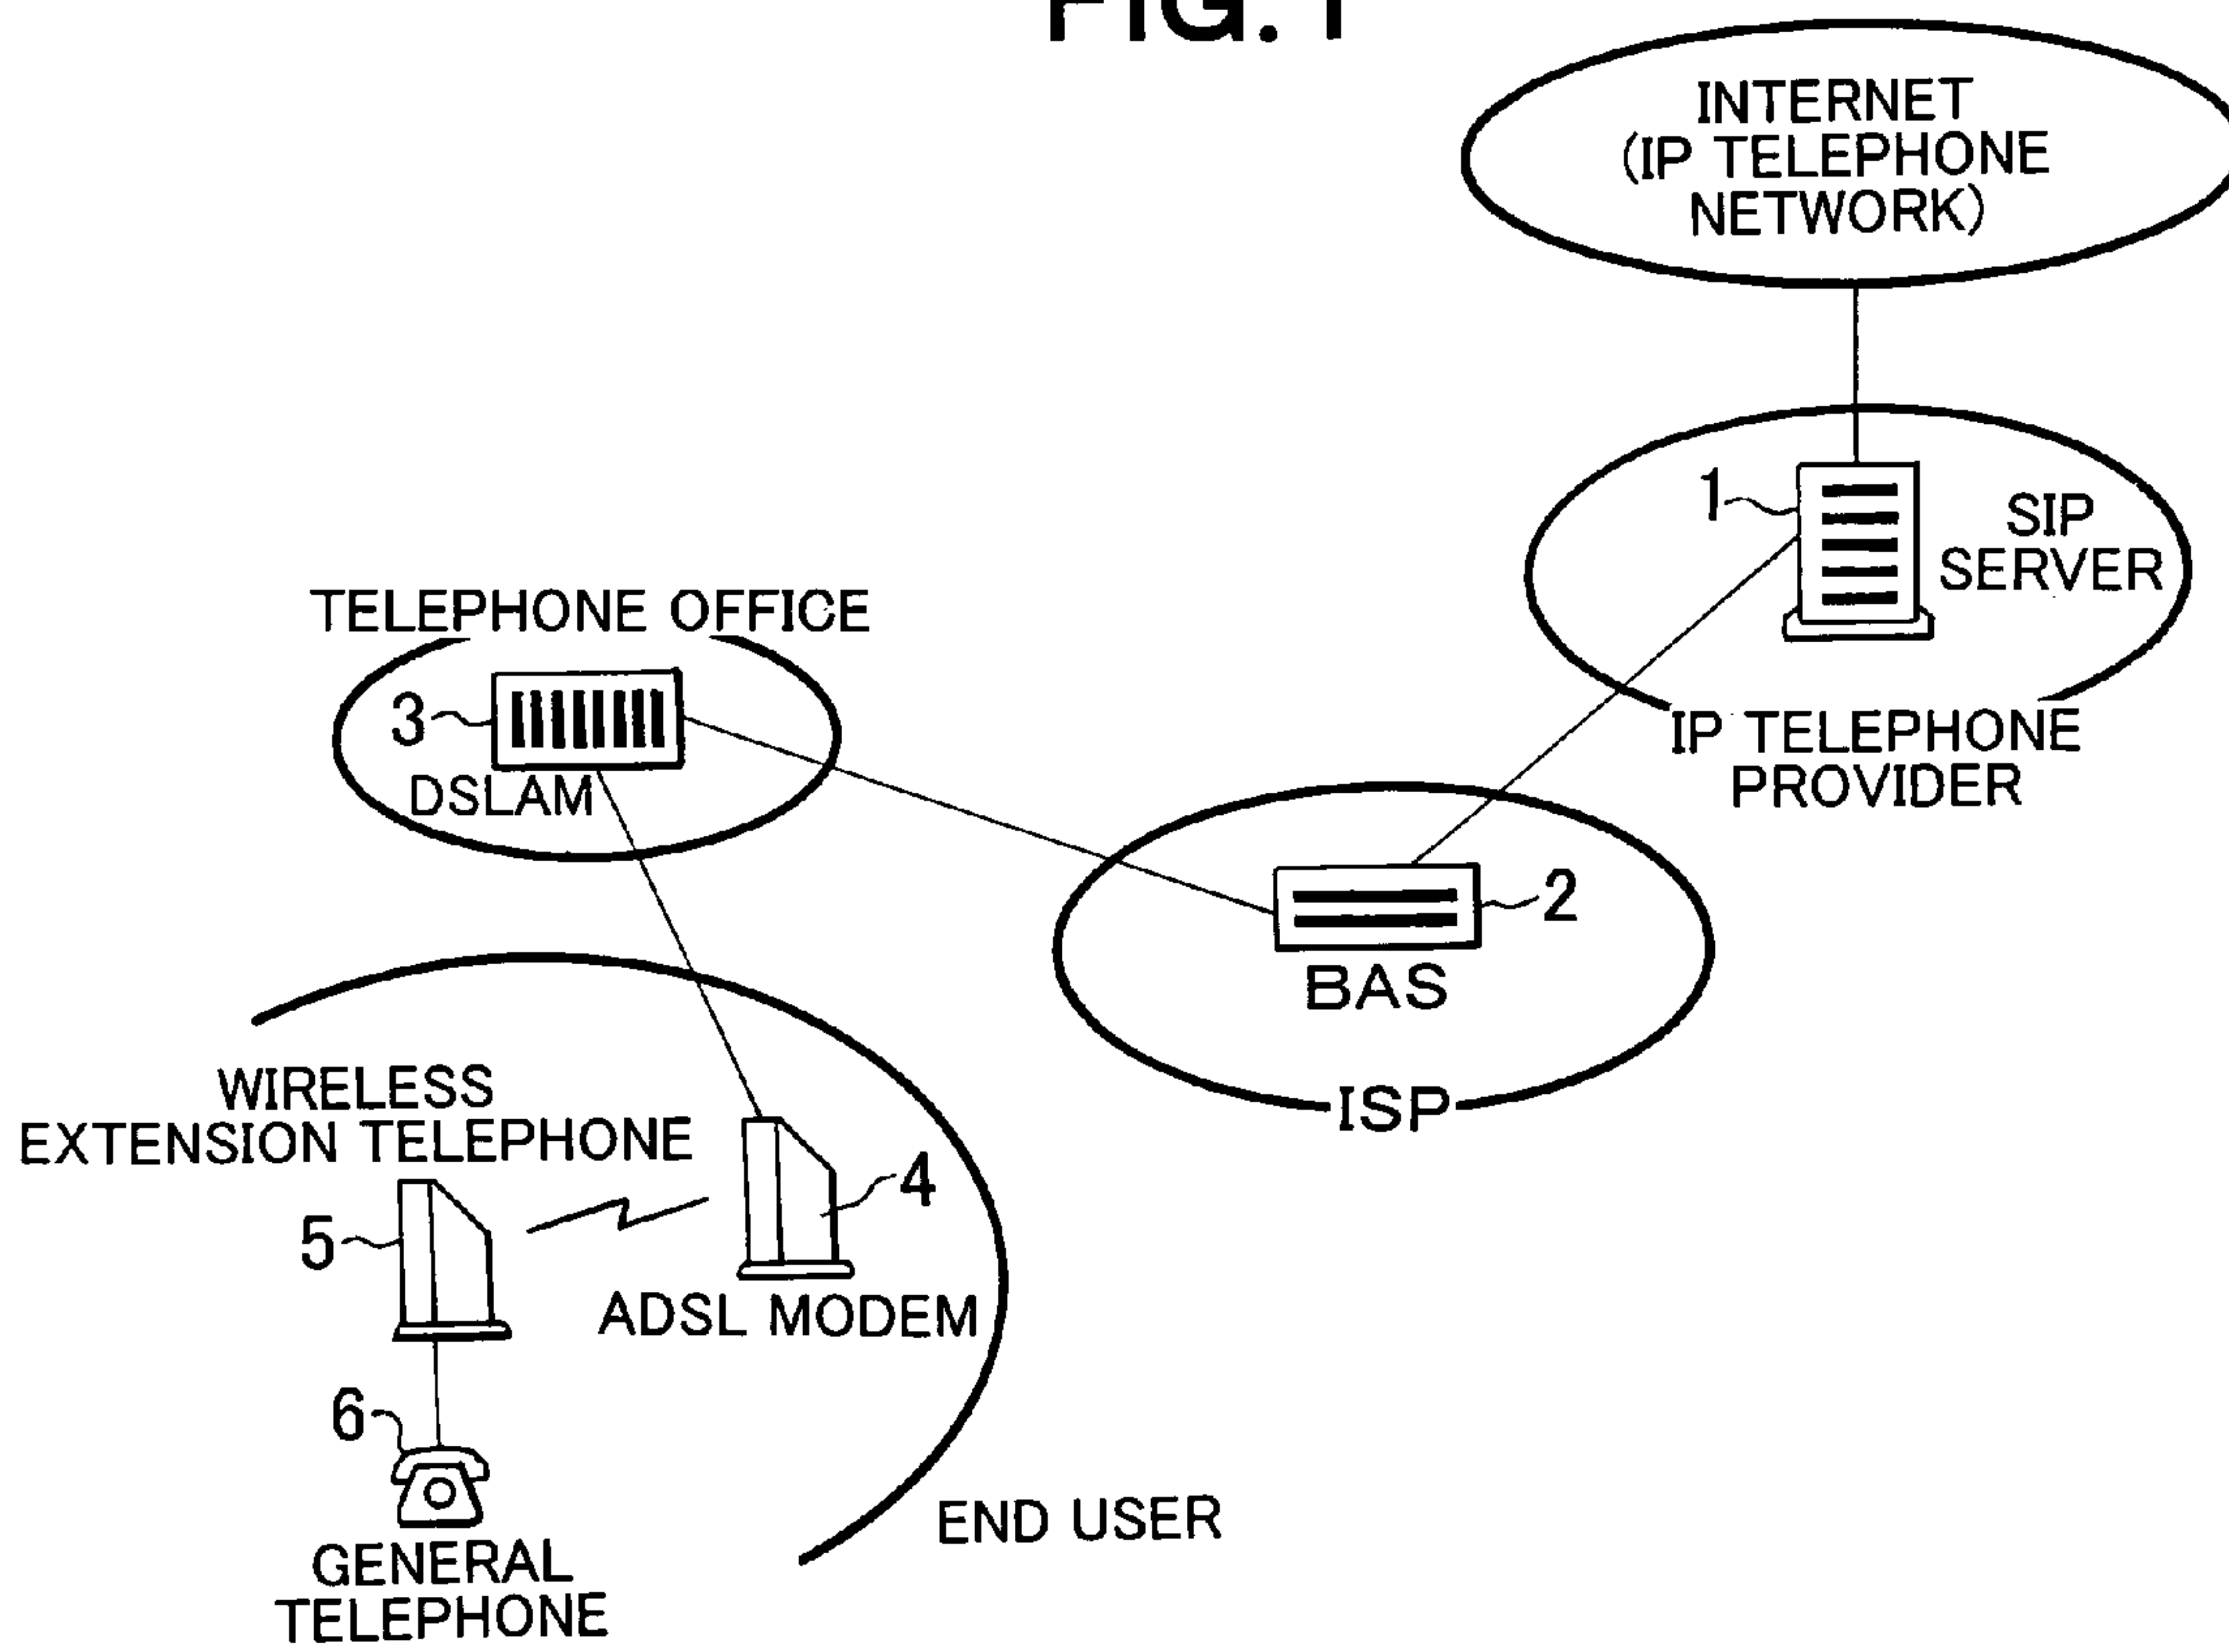 FIG. 1
INTERNET
(IP TELEPHONE
NETWORK)
1
SIP
SERVER
IP TELEPHONE
PROVIDER
TELEPHONE OFFICE
3
DSLAM
2
BAS
ISP
WIRELESS
EXTENSION TELEPHONE
4
5
ADSL MODEM
6
END USER
GENERAL
TELEPHONE